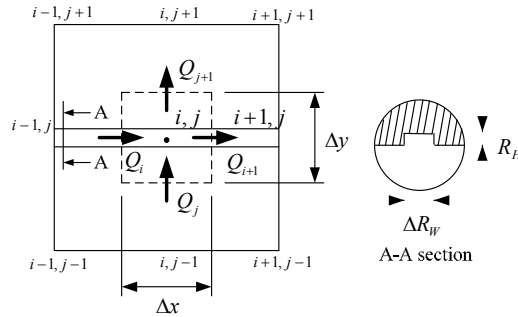 i−1, j+1 i, j+1 i+1, j+1
Q_{j+1}
A i, j i+1, j
i−1, j
Δy
R_H
A Q_i Q_{i+1}
Q_j
ΔR_W
A-A section
i−1, j−1 i, j−1 i+1, j−1
Δx